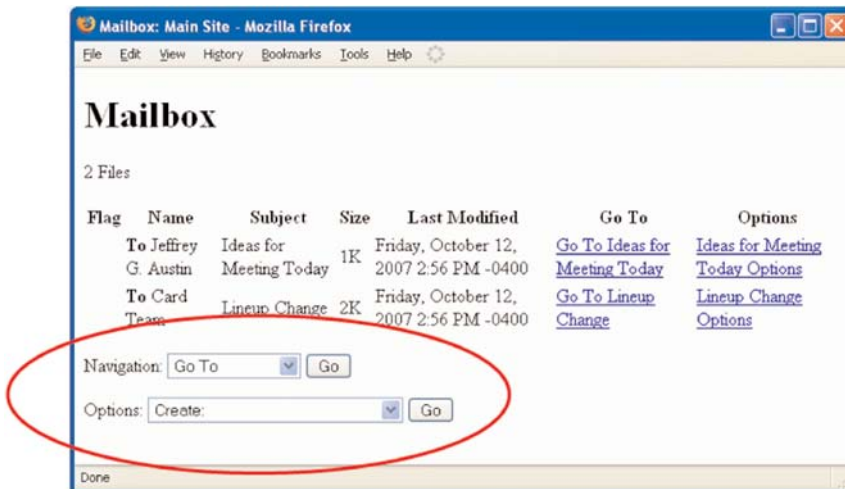 Mailbox: Main Site - Mozilla Firefox
File Edit View History Bookmarks Tools Help
Mailbox
2 Files
Flag Name Subject Size Last Modified Go To Options
To Jeffrey Ideas for 1K Friday, October 12, Go To Ideas for Ideas for Meeting
G. Austin Meeting Today 2007 2:56 PM -0400 Meeting Today Today Options
To Card Lineup Change 2K Friday, October 12, Go To Lineup Lineup Change
Team 2007 2:56 PM -0400 Change Options
Navigation: Go To Go
Options: Create: Go
Done